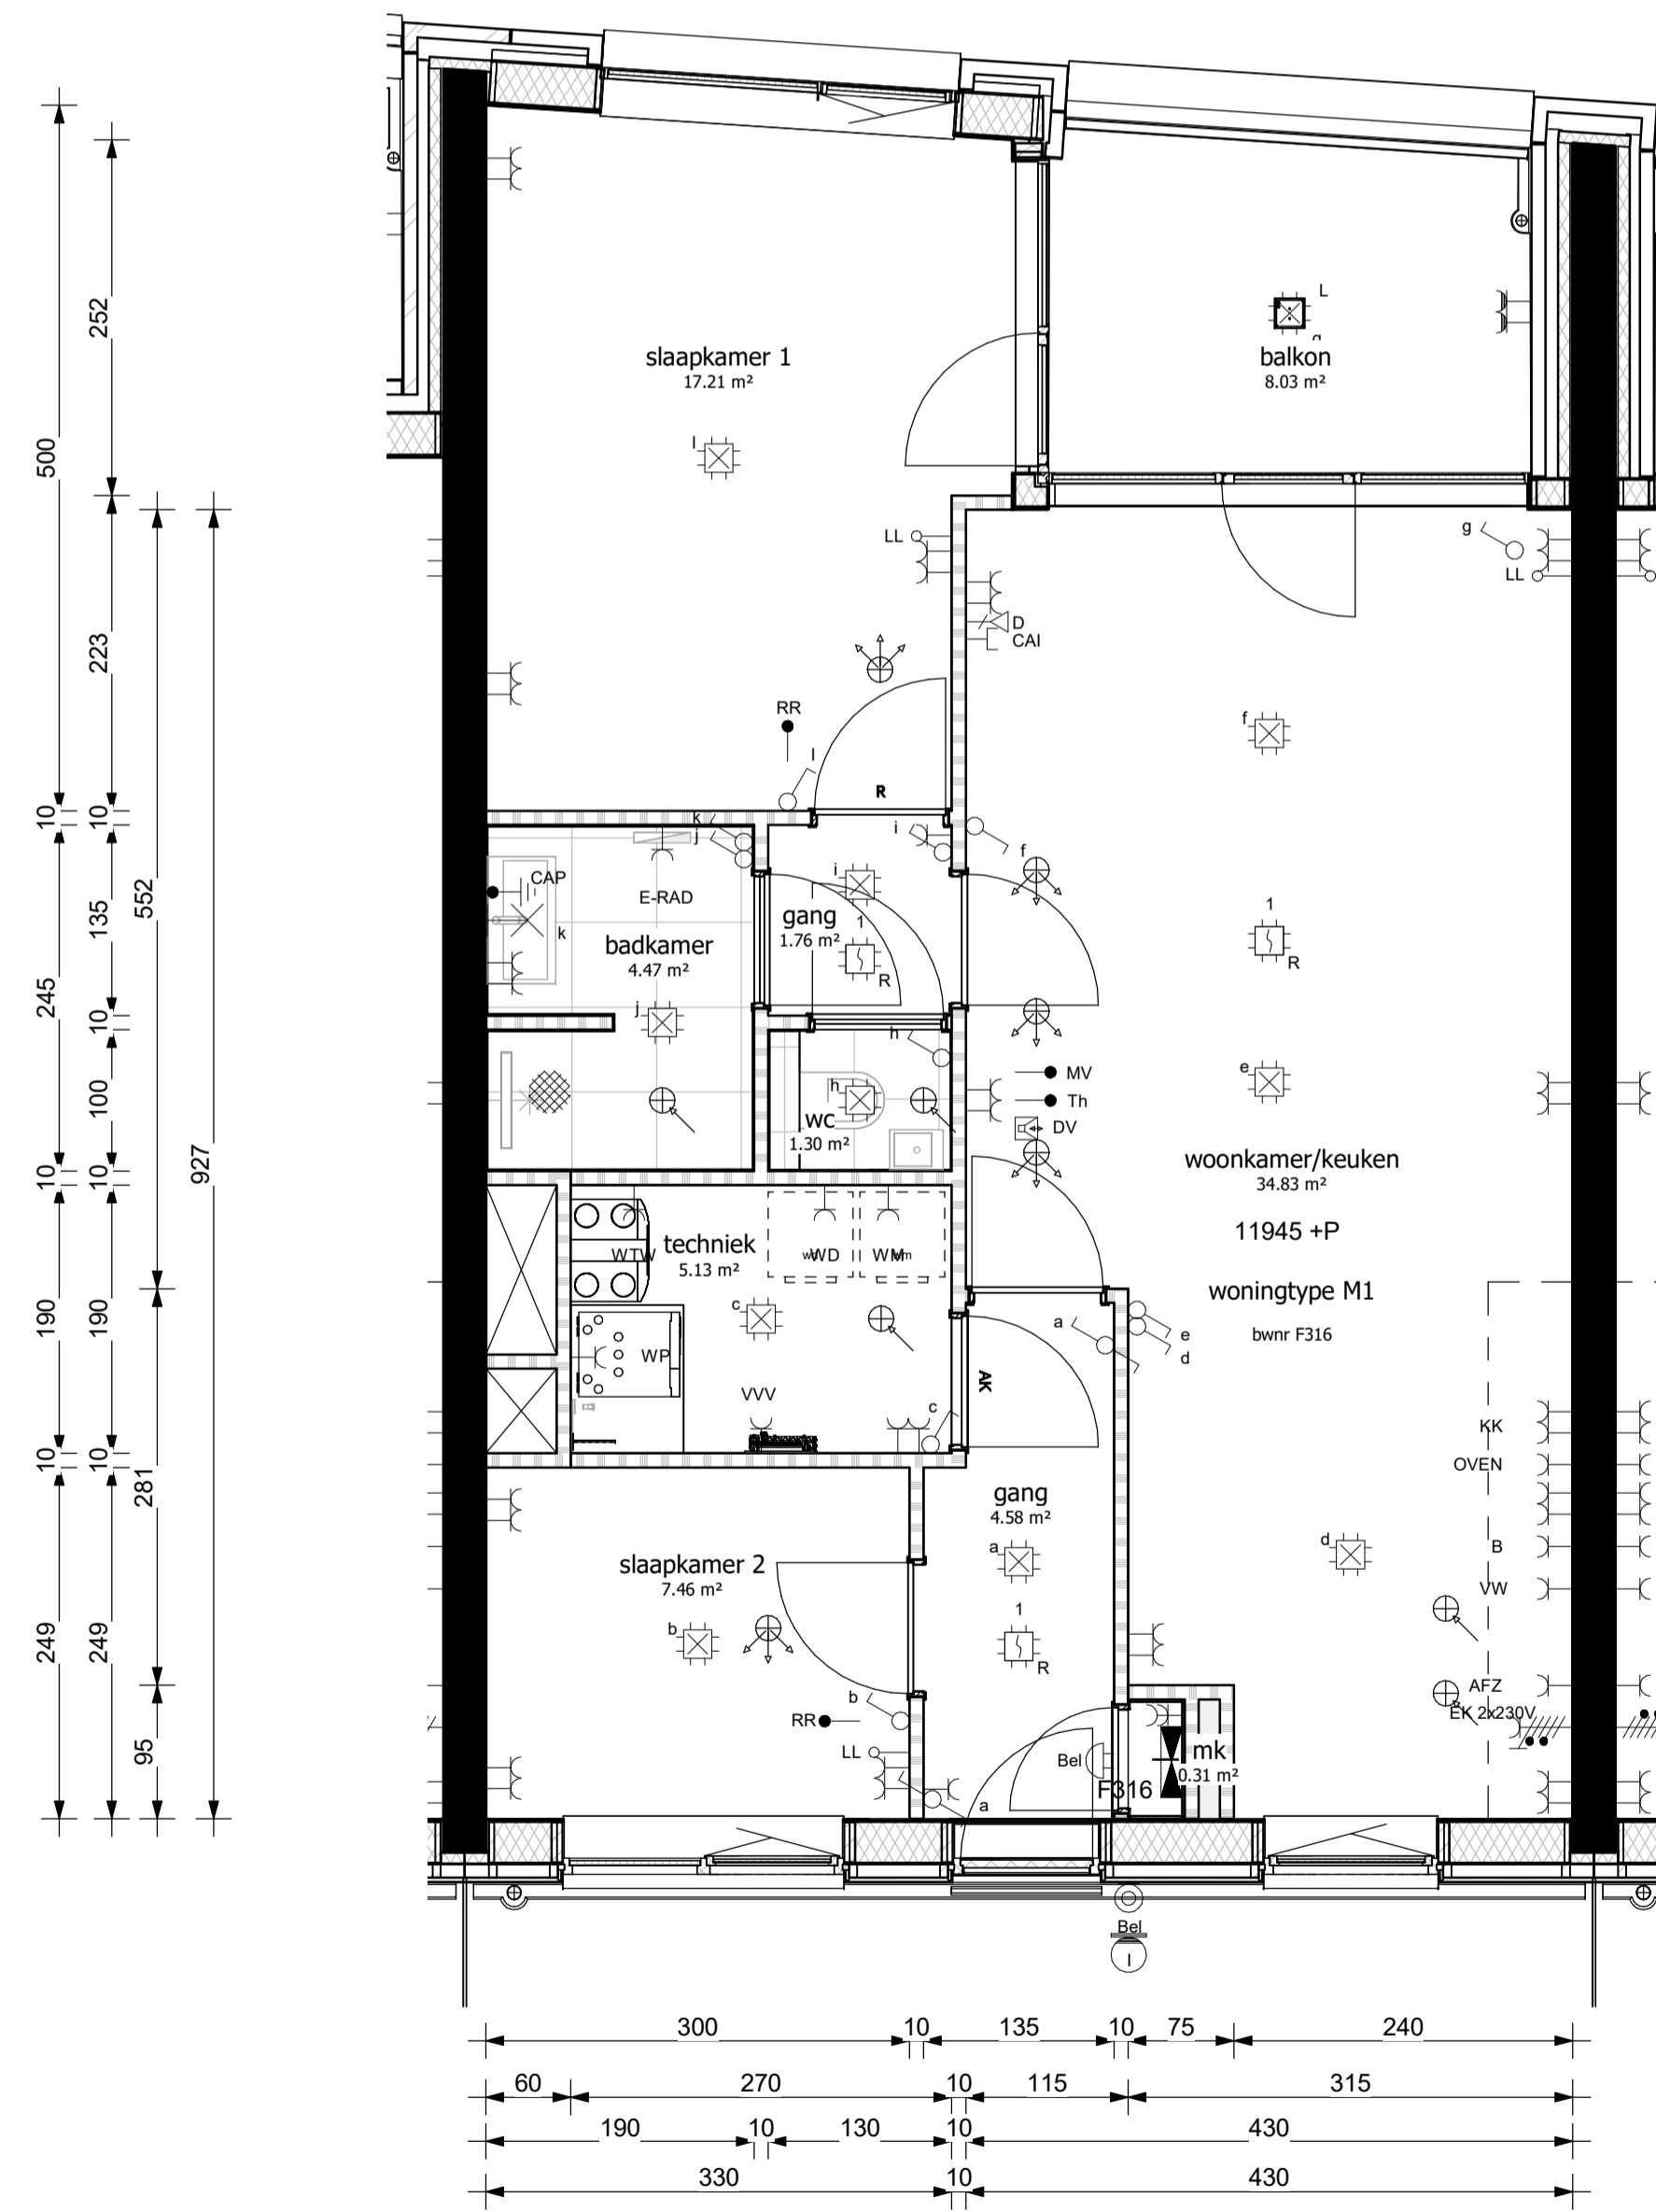 slaapkamer 1
17.21 m²
l
L
balkon
8.03 m²
LL
D
CAI
g
LL
RR
l
R
f
k
j
i
f
CAP
E-RAD
k
badkamer
4.47 m²
j
i
gang
1.76 m²
1
R
1
R
h
h
wc
1.30 m²
MV
Th
DV
e
woonkamer/keuken
34.83 m²
11945 +P
woningtype M1
bwnr F316
WTW
techniek
5.13 m²
WD
WM
c
WP
VVV
c
AK
a
e
d
KK
OVEN
B
VW
AFZ
EK 2x230V
d
gang
4.58 m²
a
1
R
slaapkamer 2
7.46 m²
b
b
RR
LL
a
Bel
F316
mk
0.31 m²
Bel
I
500
10
245
10
190
10
249
252
223
10
135
10
100
10
190
10
249
552
281
95
927
300
10
135
10
75
240
60
270
10
115
315
190
10
130
10
430
330
10
430